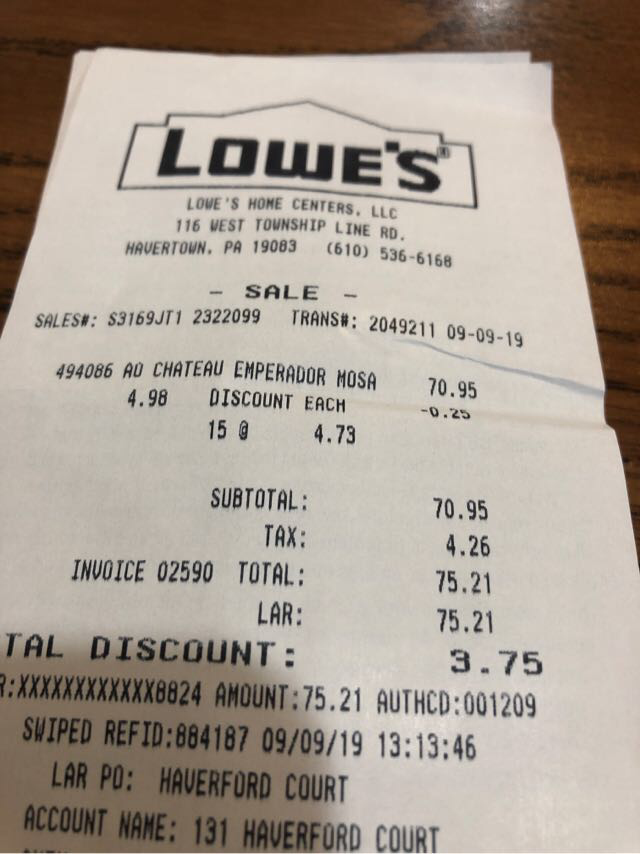 LOWE'S®
LOWE'S HOME CENTERS, LLC
116 WEST TOWNSHIP LINE RD.
HAVERTOWN, PA 19083 (610) 536-6168
- SALE -
SALES#: S3169JT1 2322099 TRANS#: 2049211 09-09-19
494086 AO CHATEAU EMPERADOR MOSA 70.95
4.98 DISCOUNT EACH -0.25
15 @ 4.73
SUBTOTAL: 70.95
TAX: 4.26
INVOICE 02590 TOTAL: 75.21
LAR: 75.21
TAL DISCOUNT: 3.75
R:XXXXXXXXXXXX8824 AMOUNT:75.21 AUTHCD:001209
SWIPED REFID:884187 09/09/19 13:13:46
LAR PO: HAVERFORD COURT
ACCOUNT NAME: 131 HAVERFORD COURT